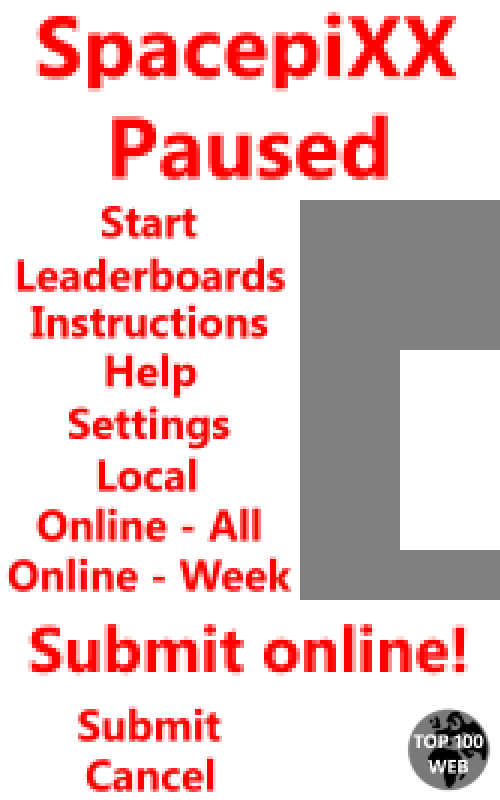 SpacepiXX
Paused
Start
Leaderboards
Instructions
Help
Settings
Local
Online - All
Online - Week
Submit online!
Submit
Cancel
TOP 100
WEB